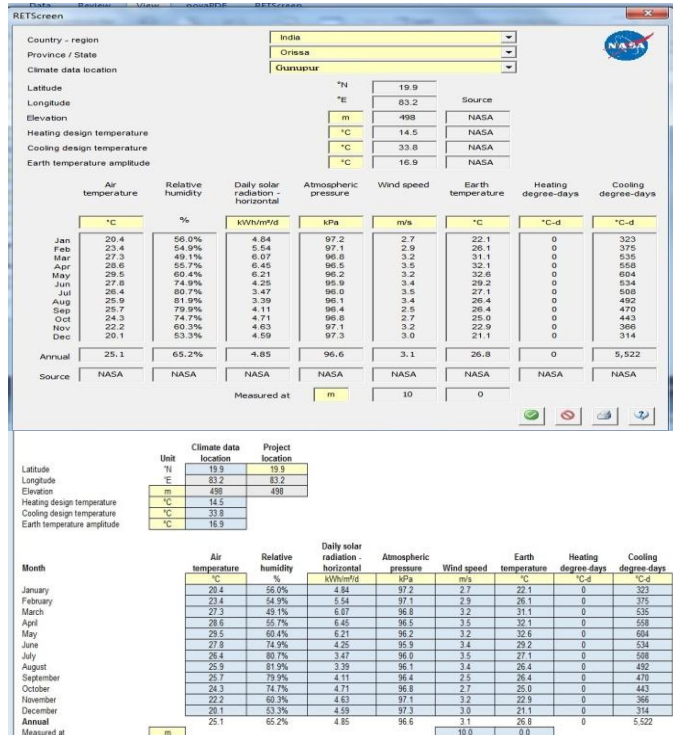 Data Review View novaPDF RETScreen
RETScreen
Country - region India
Province / State Orissa
Climate data location Gunupur
NASA
Latitude °N 19.9
Longitude °E 83.2 Source
Elevation m 498 NASA
Heating design temperature °C 14.5 NASA
Cooling design temperature °C 33.8 NASA
Earth temperature amplitude °C 16.9 NASA
Air Relative Daily solar Atmospheric Wind speed Earth Heating Cooling
temperature humidity radiation - pressure temperature degree-days degree-days
horizontal
°C % kWh/m²/d kPa m/s °C °C-d °C-d
Jan 20.4 56.0% 4.84 97.2 2.7 22.1 0 323
Feb 23.4 54.9% 5.54 97.1 2.9 26.1 0 375
Mar 27.3 49.1% 6.07 96.8 3.2 31.1 0 535
Apr 28.6 55.7% 6.45 96.5 3.5 32.1 0 558
May 29.5 60.4% 6.21 96.2 3.2 32.6 0 604
Jun 27.8 74.9% 4.25 95.9 3.4 29.2 0 534
Jul 26.4 80.7% 3.47 96.0 3.5 27.1 0 508
Aug 25.9 81.9% 3.39 96.1 3.4 26.4 0 492
Sep 25.7 79.9% 4.11 96.4 2.5 26.4 0 470
Oct 24.3 74.7% 4.71 96.8 2.7 25.0 0 443
Nov 22.2 60.3% 4.63 97.1 3.2 22.9 0 366
Dec 20.1 53.3% 4.59 97.3 3.0 21.1 0 314
Annual 25.1 65.2% 4.85 96.6 3.1 26.8 0 5,522
Source NASA NASA NASA NASA NASA NASA NASA NASA
Measured at m 10 0
Climate data Project
Unit location location
Latitude °N 19.9 19.9
Longitude °E 83.2 83.2
Elevation m 498 498
Heating design temperature °C 14.5
Cooling design temperature °C 33.8
Earth temperature amplitude °C 16.9
Daily solar
Air Relative radiation - Atmospheric Earth Heating Cooling
Month temperature humidity horizontal pressure Wind speed temperature degree-days degree-days
°C % kWh/m²/d kPa m/s °C °C-d °C-d
January 20.4 56.0% 4.84 97.2 2.7 22.1 0 323
February 23.4 54.9% 5.54 97.1 2.9 26.1 0 375
March 27.3 49.1% 6.07 96.8 3.2 31.1 0 535
April 28.6 55.7% 6.45 96.5 3.5 32.1 0 558
May 29.5 60.4% 6.21 96.2 3.2 32.6 0 604
June 27.8 74.9% 4.25 95.9 3.4 29.2 0 534
July 26.4 80.7% 3.47 96.0 3.5 27.1 0 508
August 25.9 81.9% 3.39 96.1 3.4 26.4 0 492
September 25.7 79.9% 4.11 96.4 2.5 26.4 0 470
October 24.3 74.7% 4.71 96.8 2.7 25.0 0 443
November 22.2 60.3% 4.63 97.1 3.2 22.9 0 366
December 20.1 53.3% 4.59 97.3 3.0 21.1 0 314
Annual 25.1 65.2% 4.85 96.6 3.1 26.8 0 5,522
Measured at m 10.0 0.0